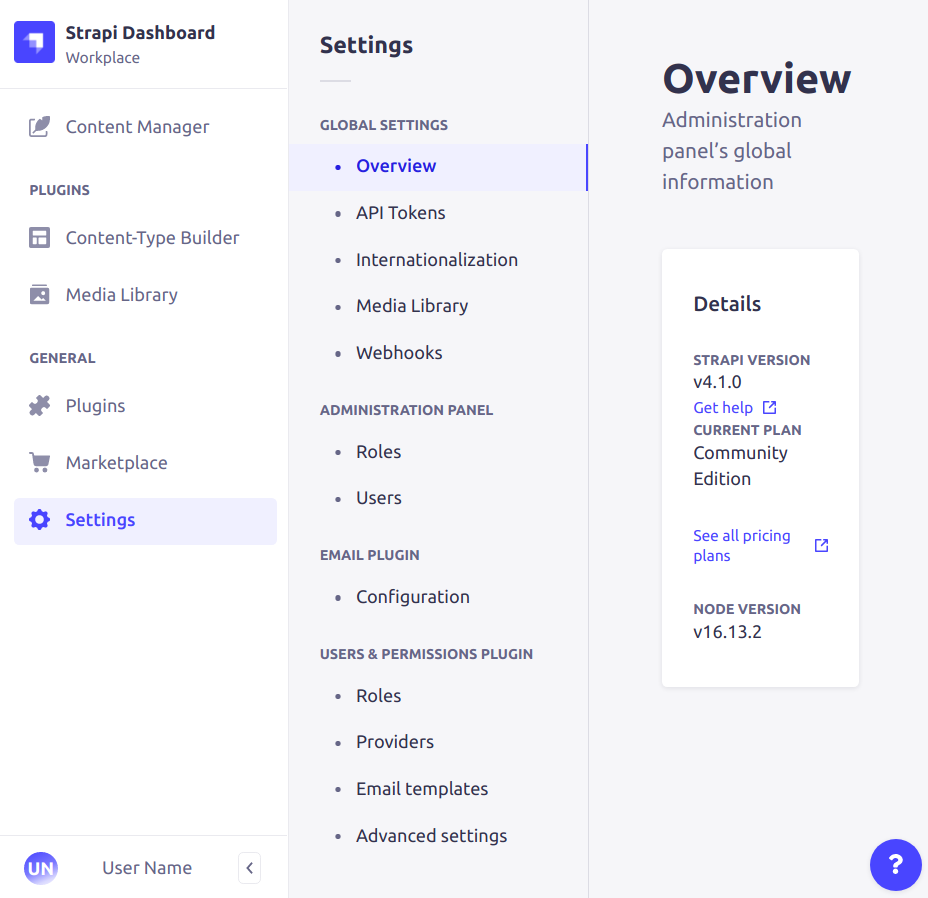 Strapi Dashboard
Workplace
Content Manager
PLUGINS
Content-Type Builder
Media Library
GENERAL
Plugins
Marketplace
Settings
UN
User Name
Settings
GLOBAL SETTINGS
Overview
API Tokens
Internationalization
Media Library
Webhooks
ADMINISTRATION PANEL
Roles
Users
EMAIL PLUGIN
Configuration
USERS & PERMISSIONS PLUGIN
Roles
Providers
Email templates
Advanced settings
Overview
Administration
panel’s global
information
Details
STRAPI VERSION
v4.1.0
Get help
CURRENT PLAN
Community
Edition
See all pricing
plans
NODE VERSION
v16.13.2
?